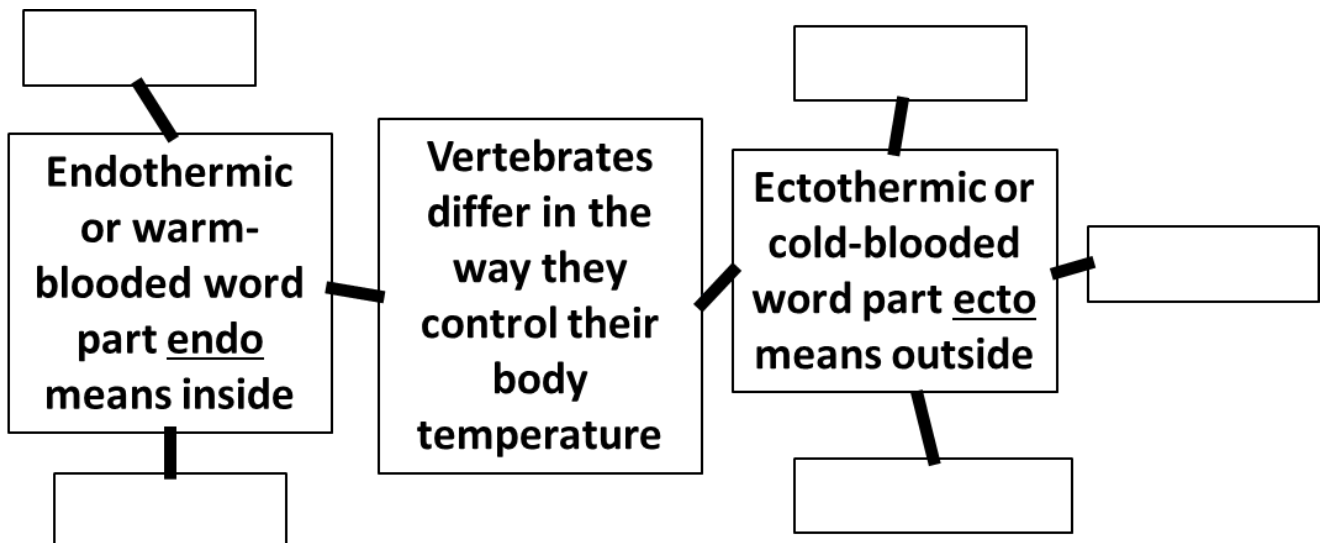 Endothermic
or warm-
blooded word
part endo
means inside
Vertebrates
differ in the
way they
control their
body
temperature
Ectothermic or
cold-blooded
word part ecto
means outside